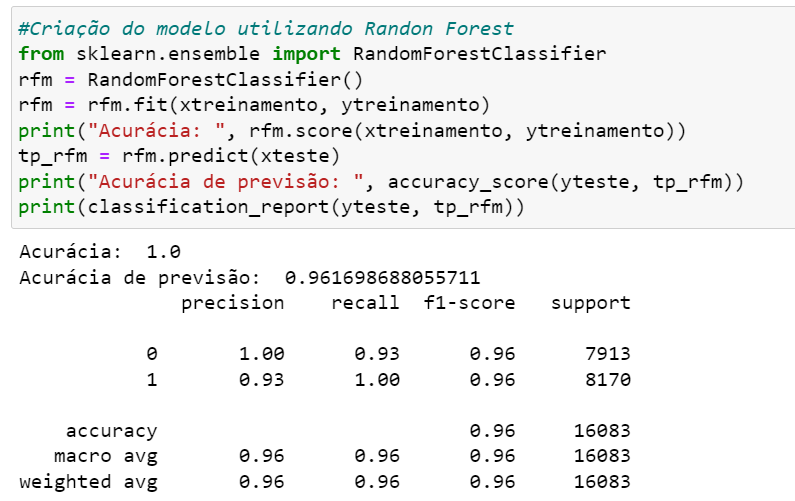 #Criação do modelo utilizando Randon Forest
from sklearn.ensemble import RandomForestClassifier
rfm = RandomForestClassifier()
rfm = rfm.fit(xtreinamento, ytreinamento)
print("Acurácia: ", rfm.score(xtreinamento, ytreinamento))
tp_rfm = rfm.predict(xteste)
print("Acurácia de previsão: ", accuracy_score(yteste, tp_rfm))
print(classification_report(yteste, tp_rfm))
Acurácia:  1.0
Acurácia de previsão:  0.961698688055711
              precision    recall  f1-score   support
           0       1.00      0.93      0.96      7913
           1       0.93      1.00      0.96      8170
    accuracy                           0.96     16083
   macro avg       0.96      0.96      0.96     16083
weighted avg       0.96      0.96      0.96     16083